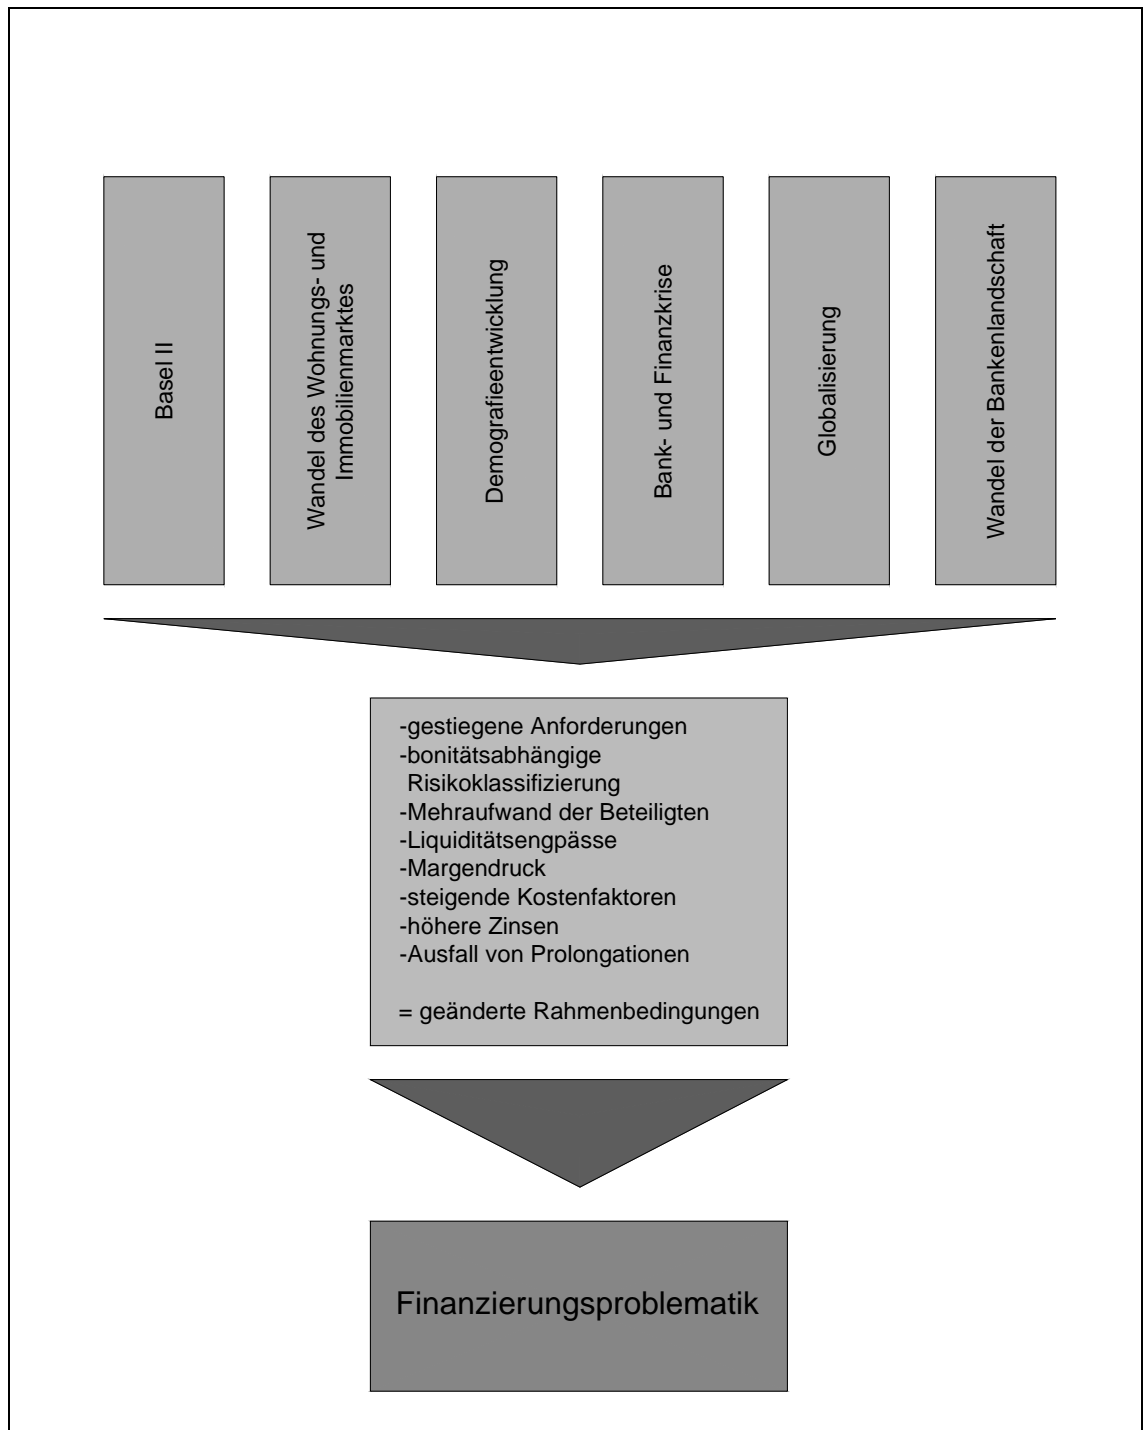 Basel II
Wandel des Wohnungs- und
Immobilienmarktes
Demografieentwicklung
Bank- und Finanzkrise
Globalisierung
Wandel der Bankenlandschaft
-gestiegene Anforderungen
-bonitätsabhängige
Risikoklassifizierung
-Mehraufwand der Beteiligten
-Liquiditätsengpässe
-Margendruck
-steigende Kostenfaktoren
-höhere Zinsen
-Ausfall von Prolongationen
= geänderte Rahmenbedingungen
Finanzierungsproblematik